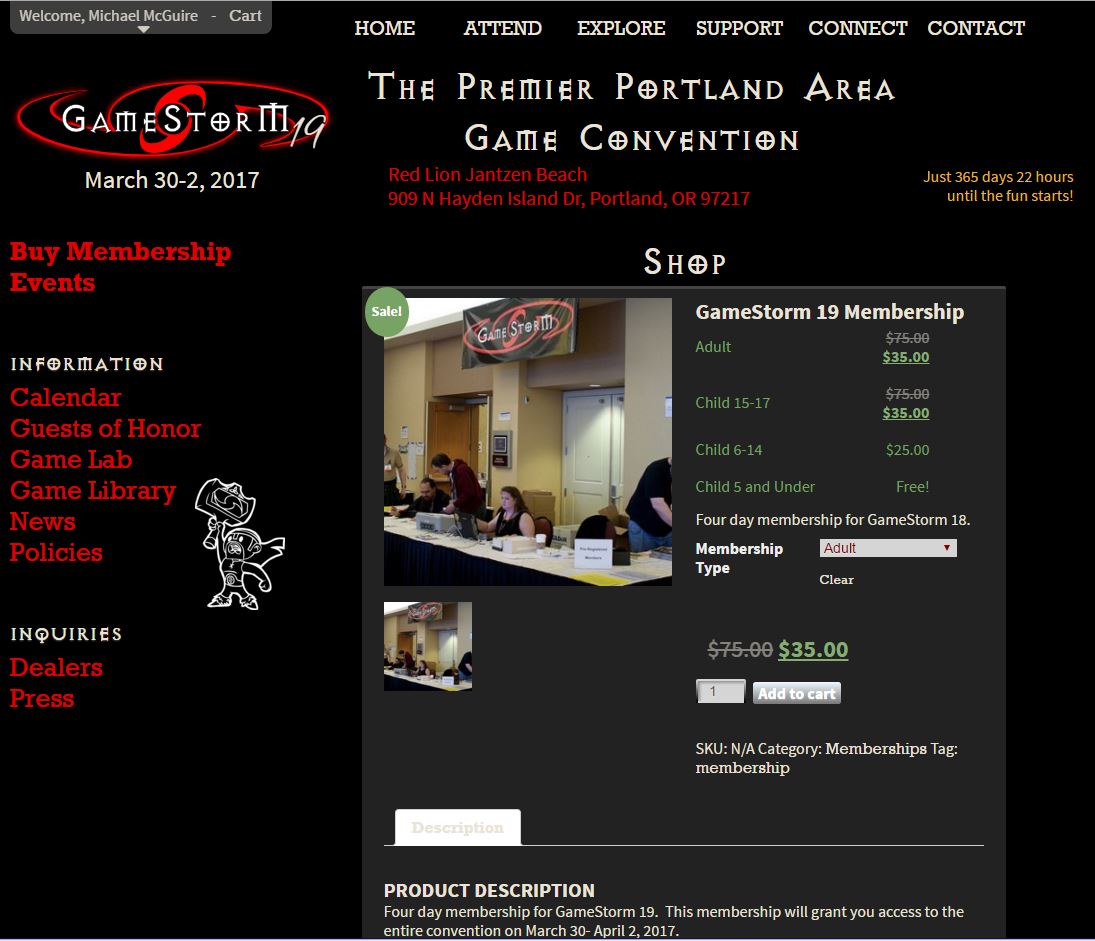 Welcome, Michael McGuire - Cart
HOME ATTEND EXPLORE SUPPORT CONNECT CONTACT
GameStorm 19
March 30-2, 2017
The Premier Portland Area
Game Convention
Red Lion Jantzen Beach
909 N Hayden Island Dr, Portland, OR 97217
Just 365 days 22 hours
until the fun starts!
Buy Membership
Events
INFORMATION
Calendar
Guests of Honor
Game Lab
Game Library
News
Policies
INQUIRIES
Dealers
Press
Shop
Sale!
GameStorm
Pre-Registered
Members
GameStorm 19 Membership
Adult $75.00
$35.00
Child 15-17 $75.00
$35.00
Child 6-14 $25.00
Child 5 and Under Free!
Four day membership for GameStorm 18.
Membership Type Adult
Clear
$75.00 $35.00
1 Add to cart
SKU: N/A Category: Memberships Tag:
membership
Description
PRODUCT DESCRIPTION
Four day membership for GameStorm 19. This membership will grant you access to the
entire convention on March 30- April 2, 2017.